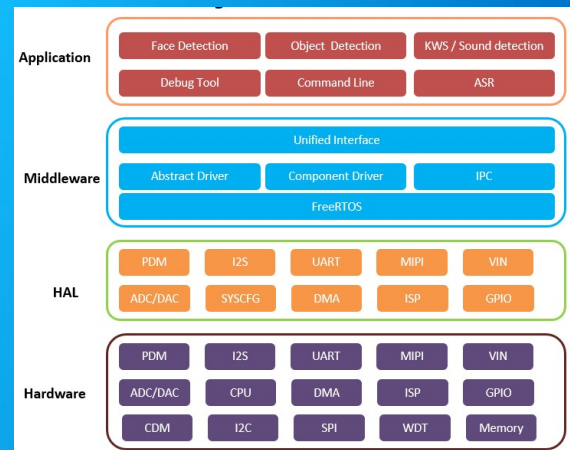 Application
Face Detection
Object Detection
KWS / Sound detection
Debug Tool
Command Line
ASR
Middleware
Unified Interface
Abstract Driver
Component Driver
IPC
FreeRTOS
HAL
PDM
I2S
UART
MIPI
VIN
ADC/DAC
SYSCFG
DMA
ISP
GPIO
Hardware
PDM
I2S
UART
MIPI
VIN
ADC/DAC
CPU
DMA
ISP
GPIO
CDM
I2C
SPI
WDT
Memory